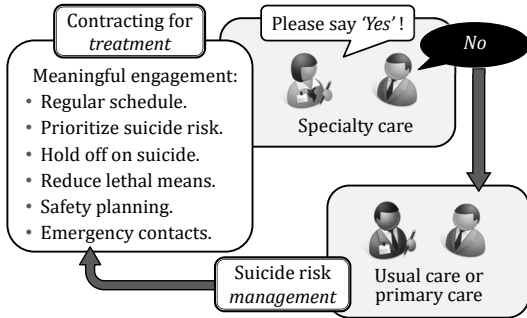 Contracting for
treatment
Meaningful engagement:
• Regular schedule.
• Prioritize suicide risk.
• Hold off on suicide.
• Reduce lethal means.
• Safety planning.
• Emergency contacts.
Please say ‘Yes’ !
No
Specialty care
Usual care or
primary care
Suicide risk
management